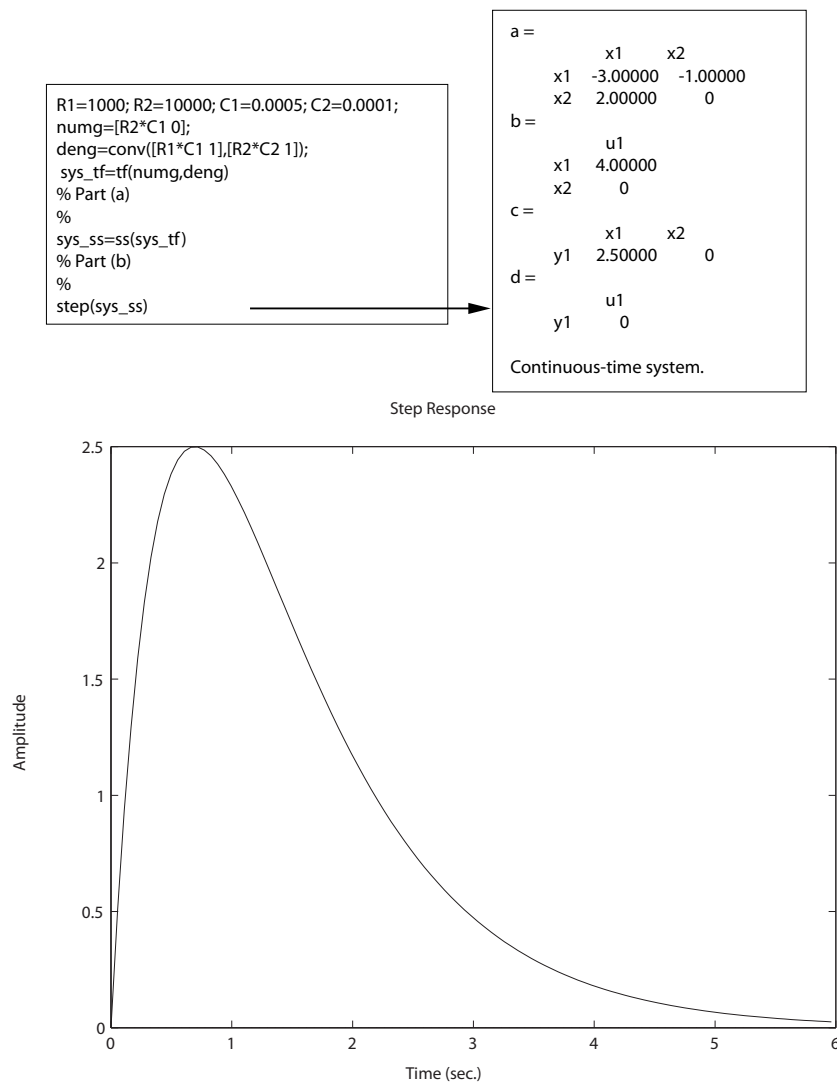 R1=1000; R2=10000; C1=0.0005; C2=0.0001;
numg=[R2*C1 0];
deng=conv([R1*C1 1],[R2*C2 1]);
sys_tf=tf(numg,deng)
% Part (a)
%
sys_ss=ss(sys_tf)
% Part (b)
%
step(sys_ss)
a =
x1 x2
x1 -3.00000 -1.00000
x2 2.00000 0
b =
u1
x1 4.00000
x2 0
c =
x1 x2
y1 2.50000 0
d =
u1
y1 0
Continuous-time system.
Step Response
2.5
2
1.5
1
0.5
0
Amplitude
0 1 2 3 4 5 6
Time (sec.)